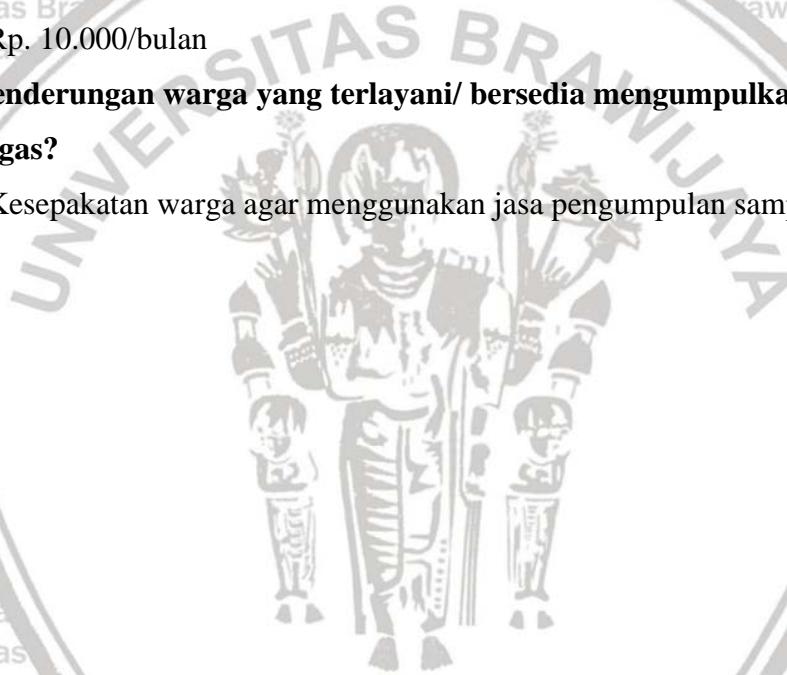 Rp. 10.000/bulan
enderungan warga yang terlayani/ bersedia mengumpulka
gas?
Kesepakatan warga agar menggunakan jasa pengumpulan samp
UNIVERSITAS BRAWIJAYA